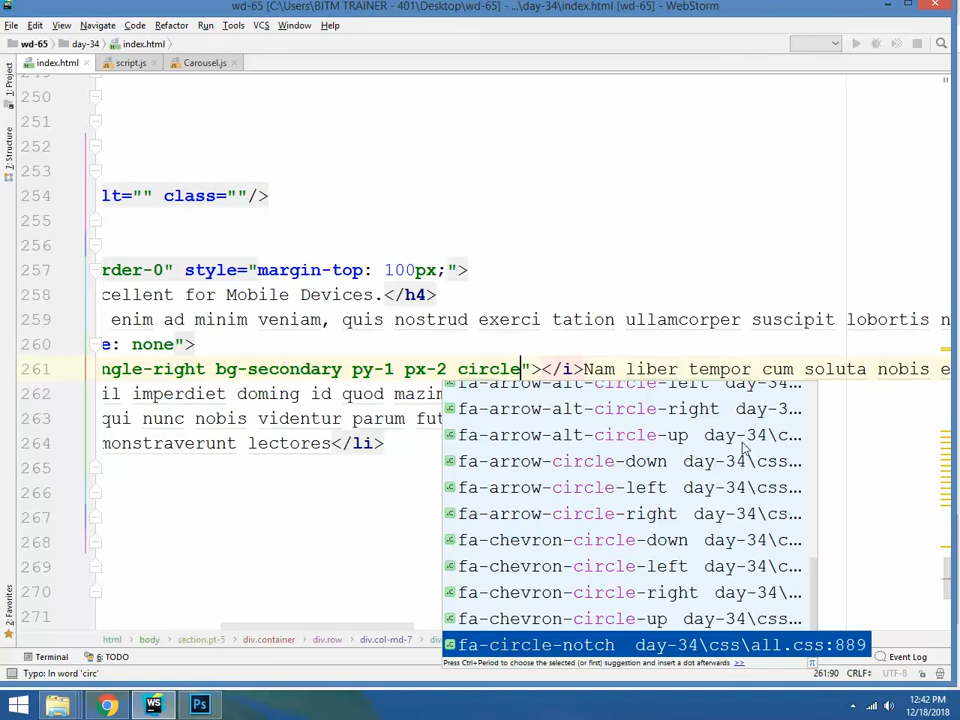 wd-65 [C:\Users\BITM TRAINER - 401\Desktop\wd-65] - ...\day-34\index.html [wd-65] - WebStorm
File Edit View Navigate Code Refactor Run Tools VCS Window Help
wd-65 day-34 index.html
index.html script.js Carousel.js
1: Project
7: Structure
2: Favorites
250
251
252
253
254 lt="" class=""/>
255
256
257 rder-0" style="margin-top: 100px;">
258 cellent for Mobile Devices.</h4>
259 enim ad minim veniam, quis nostrud exerci tation ullamcorper suscipit lobortis n
260 e: none">
261 ngle-right bg-secondary py-1 px-2 circle"></i>Nam liber tempor cum soluta nobis e
262 il imperdiet doming id quod mazin
263 qui nunc nobis videntur parum fut
264 monstraverunt lectores</li>
265
266
267
268
269
270
271
fa-arrow-alt-circle-left day-34...
fa-arrow-alt-circle-right day-3...
fa-arrow-alt-circle-up day-34\c...
fa-arrow-circle-down day-34\css...
fa-arrow-circle-left day-34\css...
fa-arrow-circle-right day-34\c...
fa-chevron-circle-down day-34\c...
fa-chevron-circle-left day-34\c...
fa-chevron-circle-right day-34\...
fa-chevron-circle-up day-34\css...
fa-circle-notch day-34\css\all.css:889
Press Ctrl+Period to choose the selected (or first) suggestion and insert a dot afterwards >> π
html section.pt-5 div.container div.row div.col-md-7
Terminal 6: TODO Event Log
Typo: In word 'circ' 261:90 CRLF UTF-8
WS Ps
12:42 PM
12/18/2018